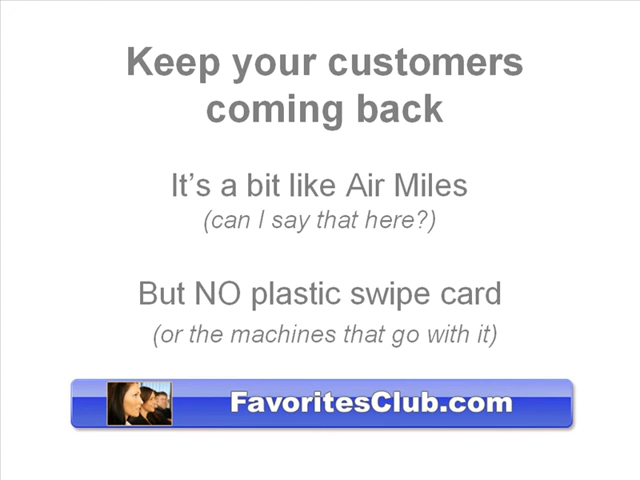 Keep your customers
coming back
It's a bit like Air Miles
(can I say that here?)
But NO plastic swipe card
(or the machines that go with it)
FavoritesClub.com